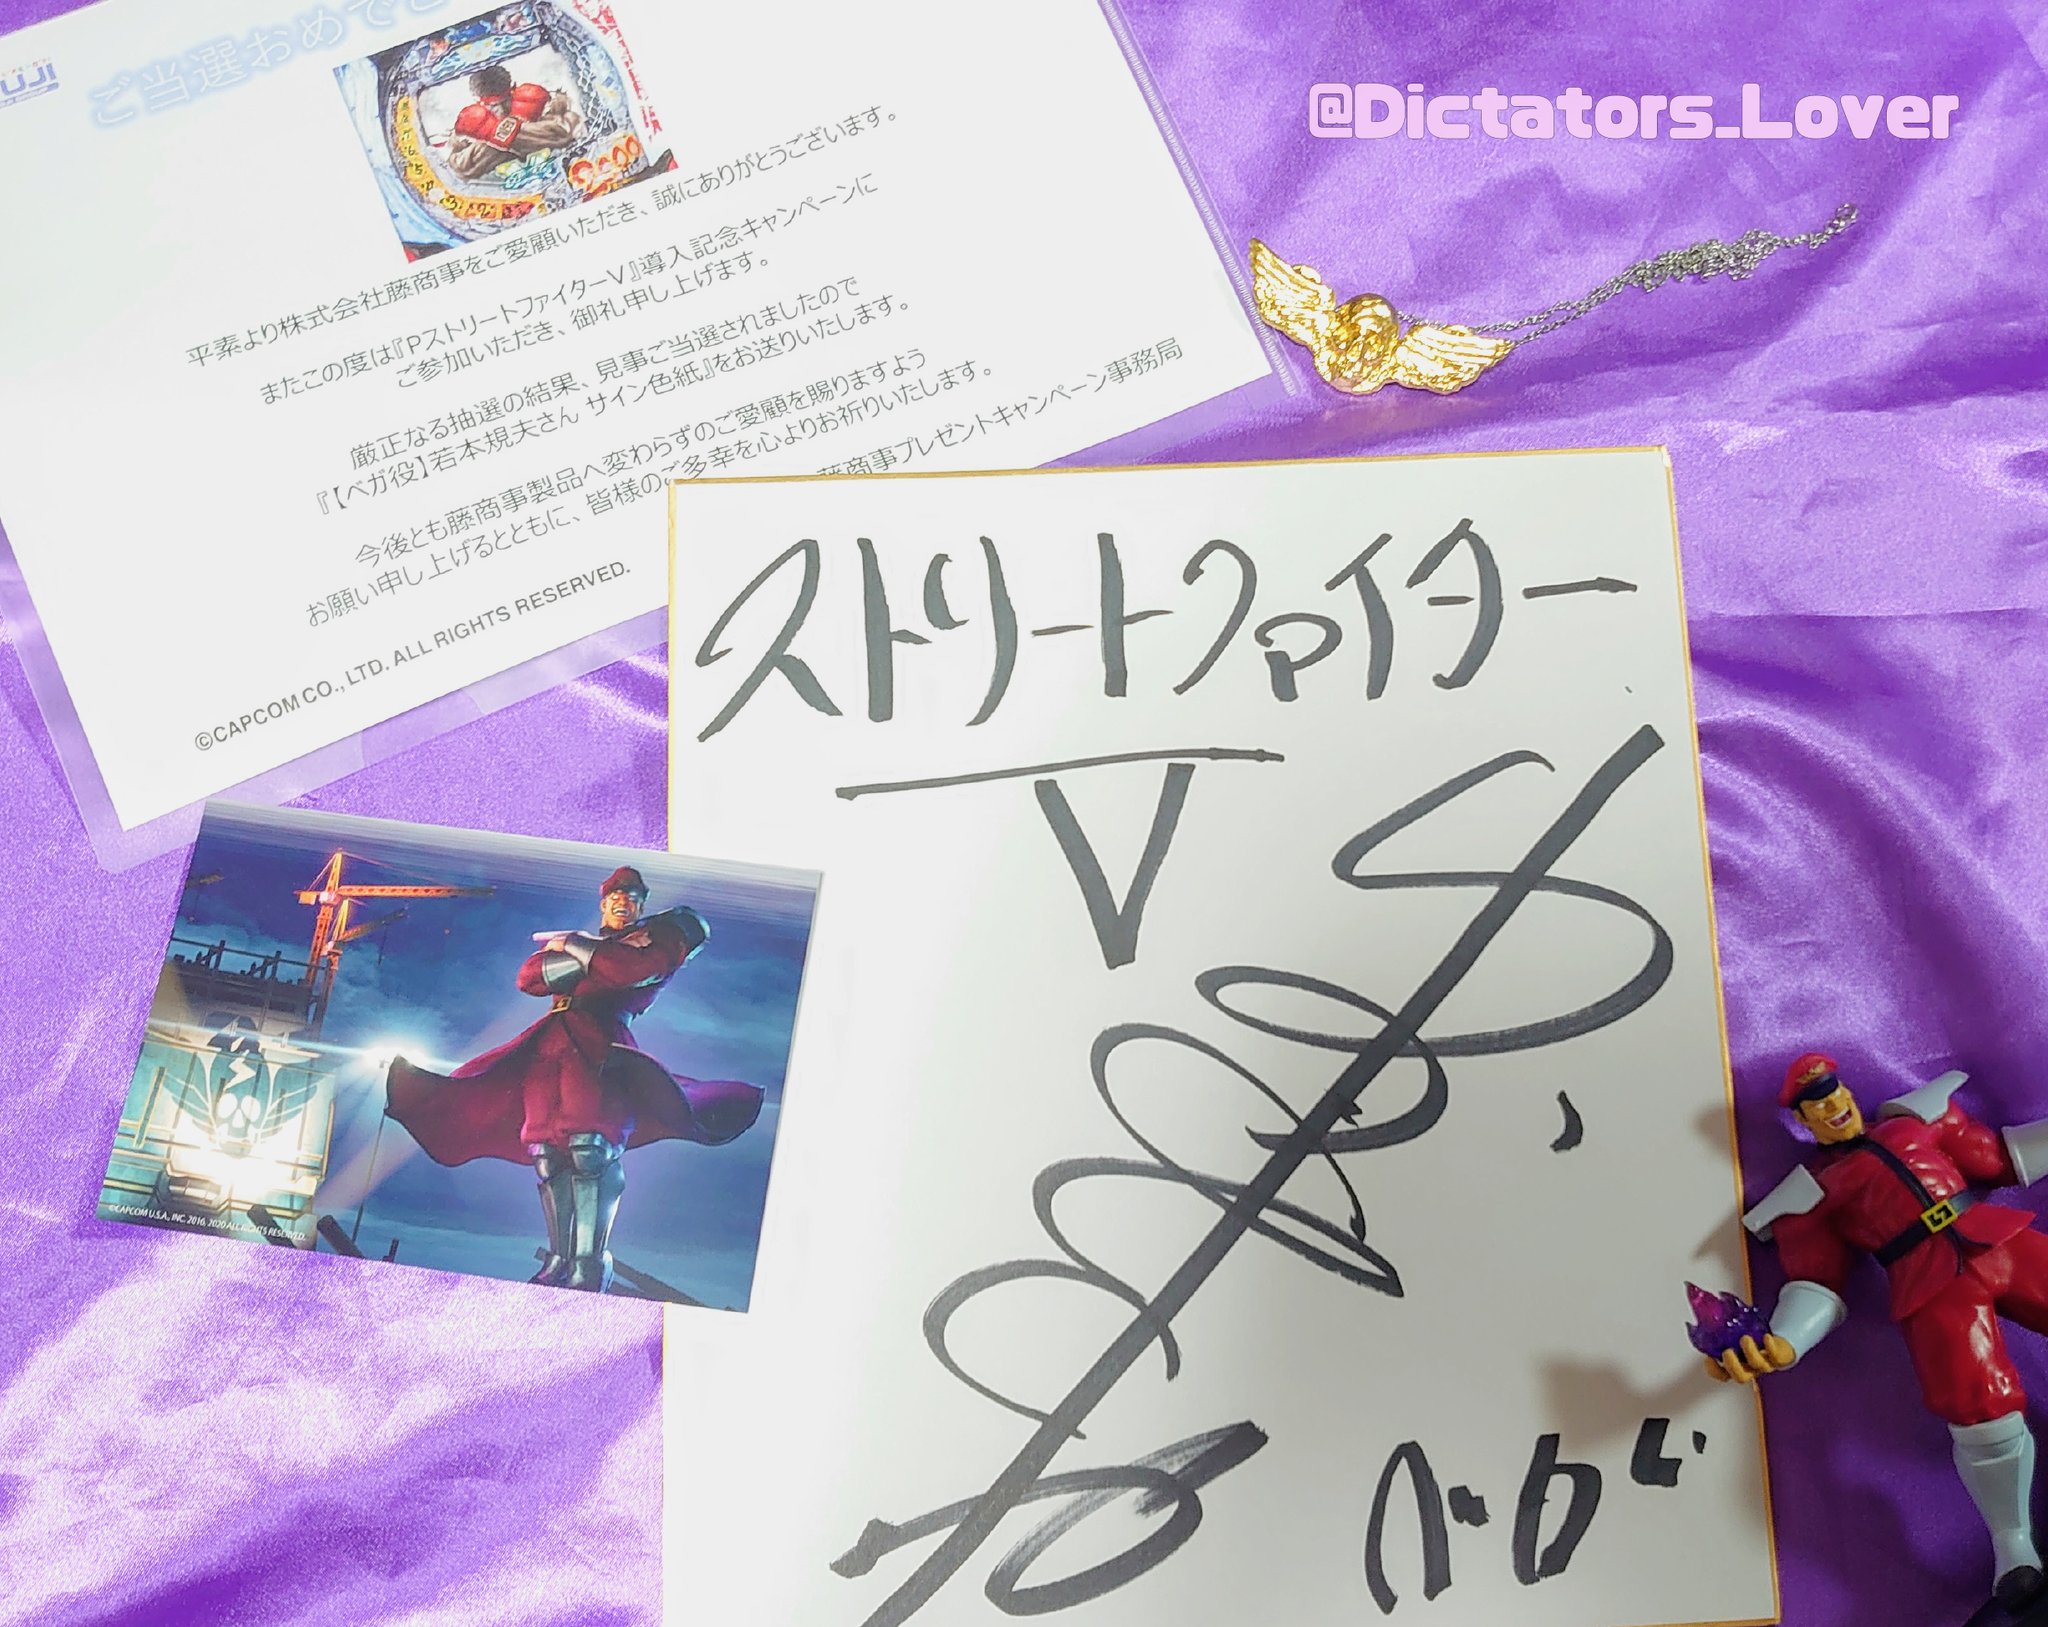 ご当選おめでと
UJI
@Dictators_Lover
平素より株式会社藤商事をご愛顧いただき、誠にありがとうございます。
またこの度は『PストリートファイターV』導入記念キャンペーンに
ご参加いただき、御礼申し上げます。
厳正なる抽選の結果、見事ご当選されましたので
『【ベガ役】若本規夫さん サイン色紙』をお送りいたします。
今後とも藤商事製品へ変わらずのご愛顧を賜りますよう
お願い申し上げるとともに、皆様のご多幸を心よりお祈りいたします。
藤商事プレゼントキャンペーン事務局
©CAPCOM CO., LTD. ALL RIGHTS RESERVED.
ストリートファイター
V
ベガ
©CAPCOM U.S.A., INC. 2016, 2020 ALL RIGHTS RESERVED.